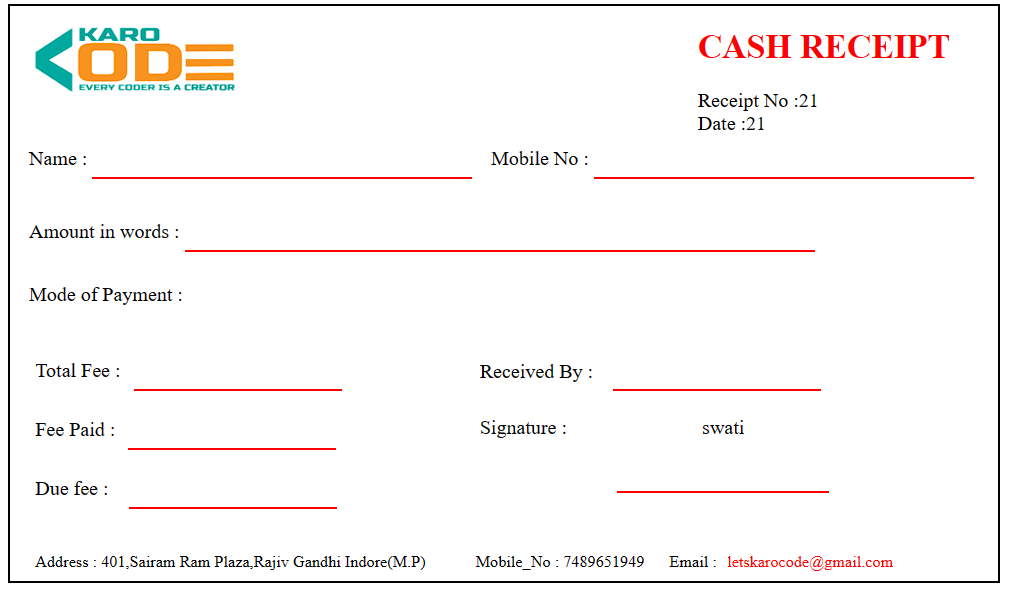 KARO
CODE
EVERY CODER IS A CREATOR
CASH RECEIPT
Receipt No :21
Date :21
Name : Mobile No :
Amount in words :
Mode of Payment :
Total Fee : Received By :
Fee Paid : Signature : swati
Due fee :
Address : 401,Sairam Ram Plaza,Rajiv Gandhi Indore(M.P) Mobile_No : 7489651949 Email : letskarocode@gmail.com